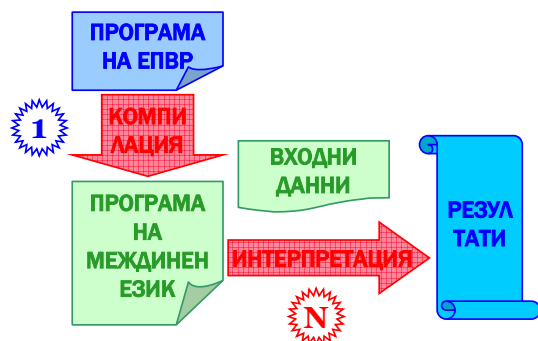 ПРОГРАМА
НА ЕПВР
1
КОМПИ
ЛАЦИЯ
ВХОДНИ
ДАННИ
ПРОГРАМА
НА
МЕЖДИНЕН
ЕЗИК
ИНТЕРПРЕТАЦИЯ
N
РЕЗУЛ
ТАТИ